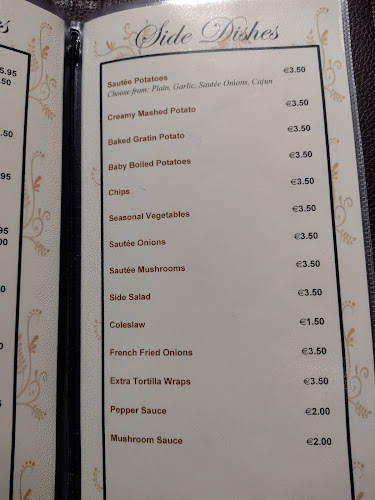 Side Dishes
Sautée Potatoes €3.50
Choose from: Plain, Garlic, Sautée Onions, Cajun
Creamy Mashed Potato €3.50
Baked Gratin Potato €3.50
Baby Boiled Potatoes €3.50
Chips €3.50
Seasonal Vegetables €3.50
Sautée Onions €3.50
Sautée Mushrooms €3.50
Side Salad €3.50
Coleslaw €1.50
French Fried Onions €3.50
Extra Tortilla Wraps €3.50
Pepper Sauce €2.00
Mushroom Sauce €2.00